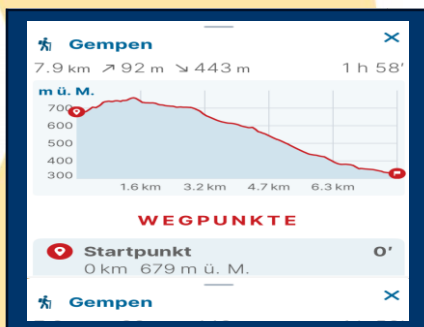 Gempen
7.9 km ↗ 92 m ↘ 443 m 1 h 58'
m ü. M.
700
600
500
400
300
1.6 km 3.2 km 4.7 km 6.3 km
WEGPUNKTE
Startpunkt 0'
0 km 679 m ü. M.
Gempen